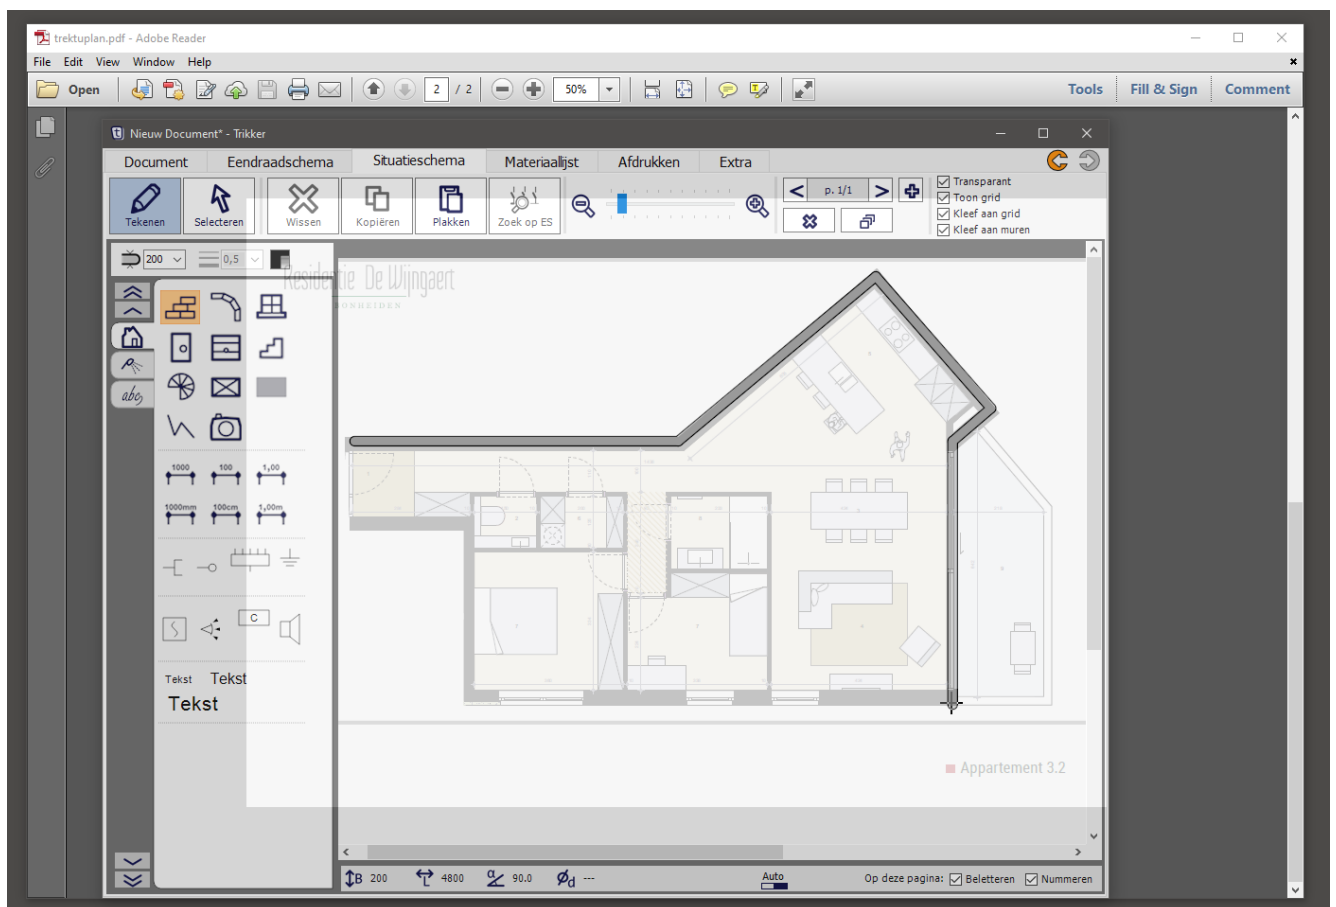 trektuplan.pdf - Adobe Reader
File Edit View Window Help
Open 2 / 2 50% Tools Fill & Sign Comment
Nieuw Document* - Trikker
Document Eendraadschema Situatieschema Materiaallijst Afdrukken Extra
Tekenen Selecteren Wissen Kopiëren Plakken Zoek op ES
p. 1/1
Transparant
Toon grid
Kleef aan grid
Kleef aan muren
200 0,5
Residentie De Wijngaert
BONHEIDEN
abc
1000 100 1,00
1000mm 100cm 1,00m
C
Tekst Tekst
Tekst
Appartement 3.2
B 200 L 4800 α 90.0 Ød ---
Auto
Op deze pagina: Beletteren Nummeren